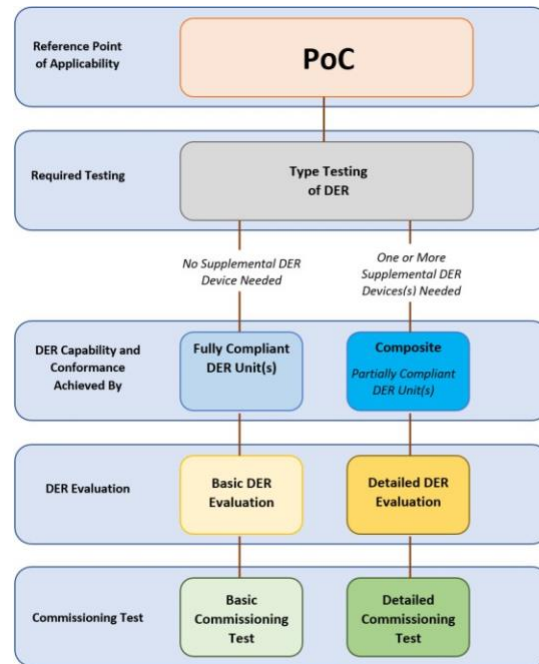 Reference Point
of Applicability
PoC
Required Testing
Type Testing
of DER
No Supplemental DER
Device Needed
One or More
Supplemental DER
Devices(s) Needed
DER Capability and
Conformance
Achieved By
Fully Compliant
DER Unit(s)
Composite
Partially Compliant
DER Unit(s)
DER Evaluation
Basic DER
Evaluation
Detailed DER
Evaluation
Commissioning Test
Basic
Commissioning
Test
Detailed
Commissioning
Test